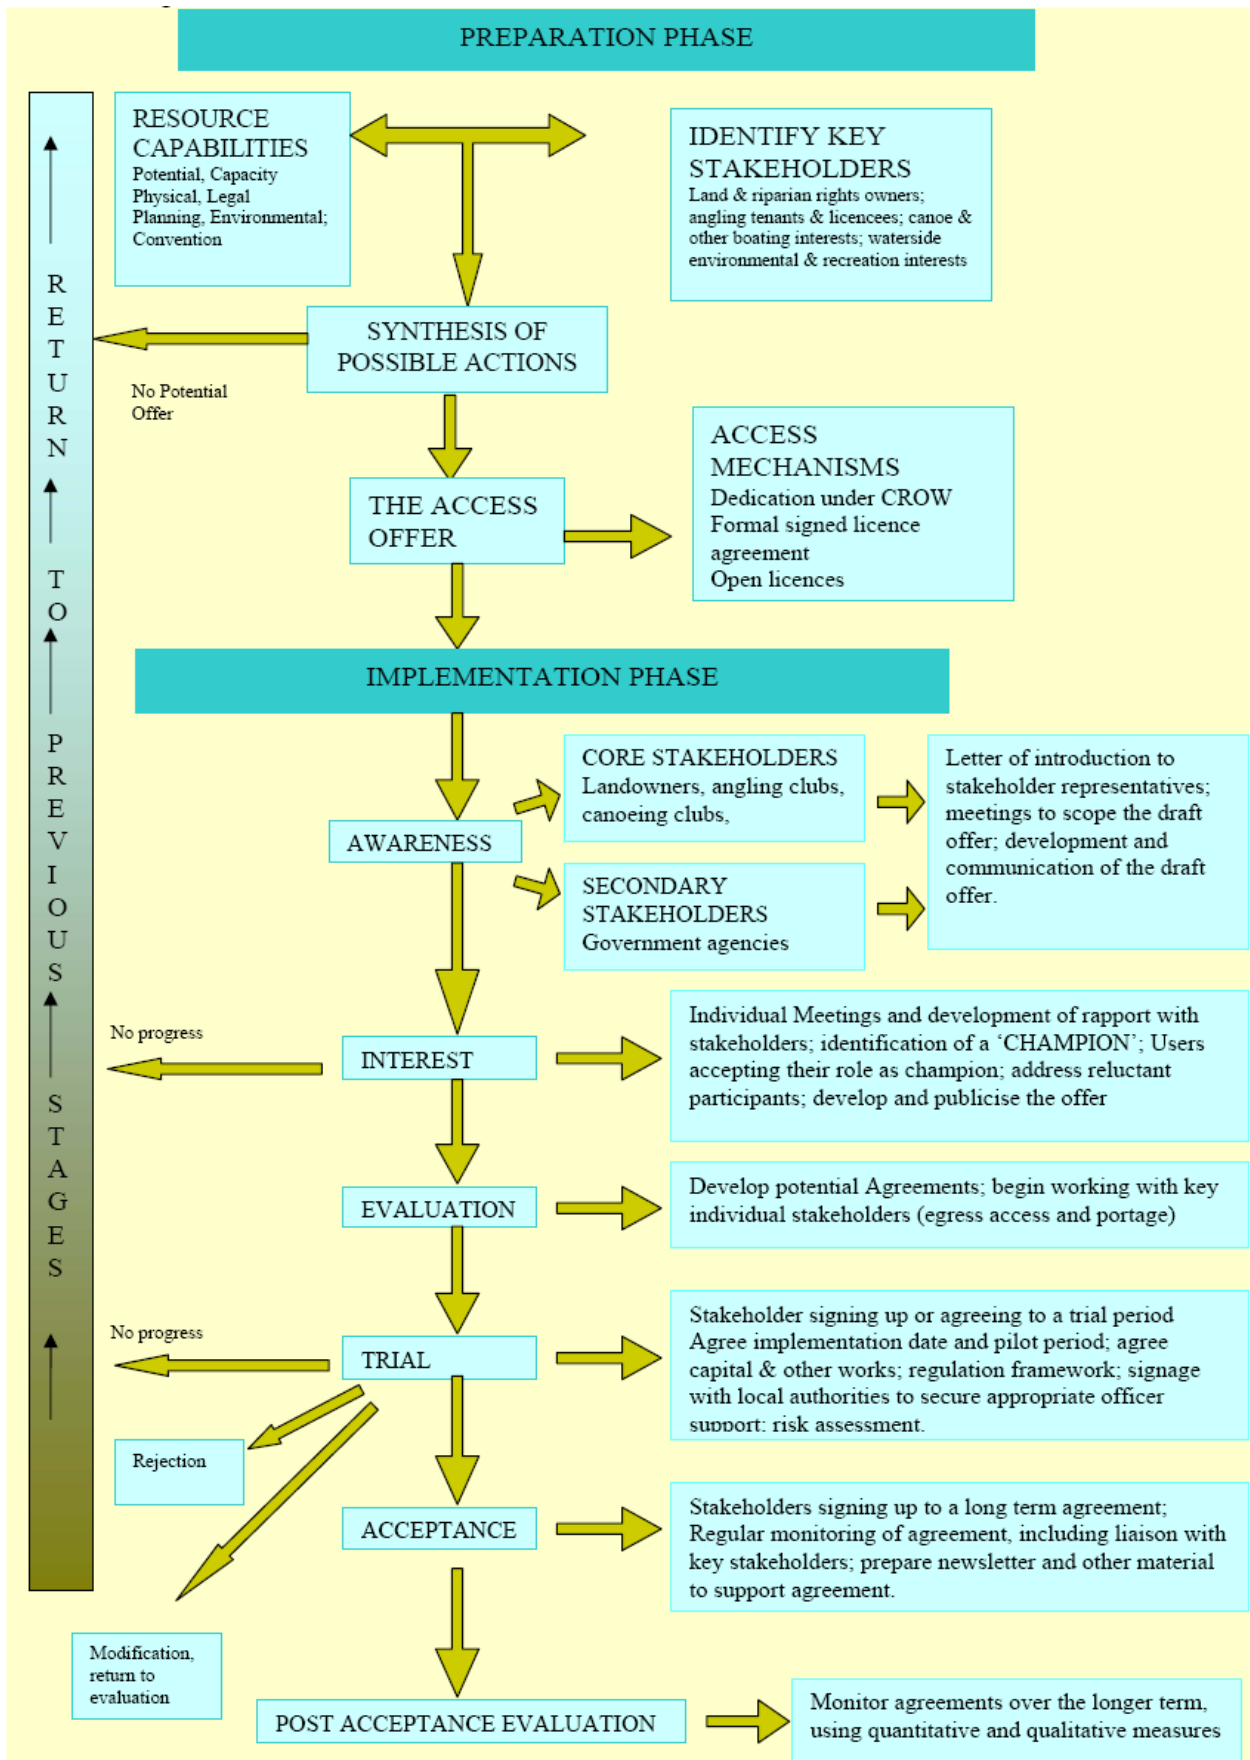 PREPARATION PHASE
RESOURCE
CAPABILITIES
Potential, Capacity
Physical, Legal
Planning, Environmental;
Convention
IDENTIFY KEY
STAKEHOLDERS
Land & riparian rights owners;
angling tenants & licencees; canoe &
other boating interests; waterside
environmental & recreation interests
SYNTHESIS OF
POSSIBLE ACTIONS
No Potential
Offer
ACCESS
MECHANISMS
Dedication under CROW
Formal signed licence
agreement
Open licences
THE ACCESS
OFFER
RETURN TO PREVIOUS STAGES
IMPLEMENTATION PHASE
CORE STAKEHOLDERS
Landowners, angling clubs,
canoeing clubs,
Letter of introduction to
stakeholder representatives;
meetings to scope the draft
offer; development and
communication of the draft
offer.
AWARENESS
SECONDARY
STAKEHOLDERS
Government agencies
No progress
INTEREST
Individual Meetings and development of rapport with
stakeholders; identification of a ‘CHAMPION’; Users
accepting their role as champion; address reluctant
participants; develop and publicise the offer
EVALUATION
Develop potential Agreements; begin working with key
individual stakeholders (egress access and portage)
No progress
TRIAL
Stakeholder signing up or agreeing to a trial period
Agree implementation date and pilot period; agree
capital & other works; regulation framework; signage
with local authorities to secure appropriate officer
support; risk assessment.
Rejection
ACCEPTANCE
Stakeholders signing up to a long term agreement;
Regular monitoring of agreement, including liaison with
key stakeholders; prepare newsletter and other material
to support agreement.
Modification,
return to
evaluation
POST ACCEPTANCE EVALUATION
Monitor agreements over the longer term,
using quantitative and qualitative measures